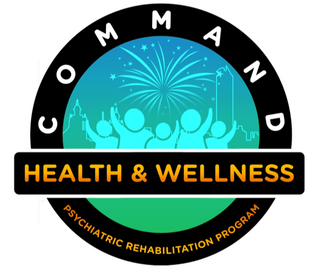 COMMAND
HEALTH & WELLNESS
PSYCHIATRIC REHABILITATION PROGRAM